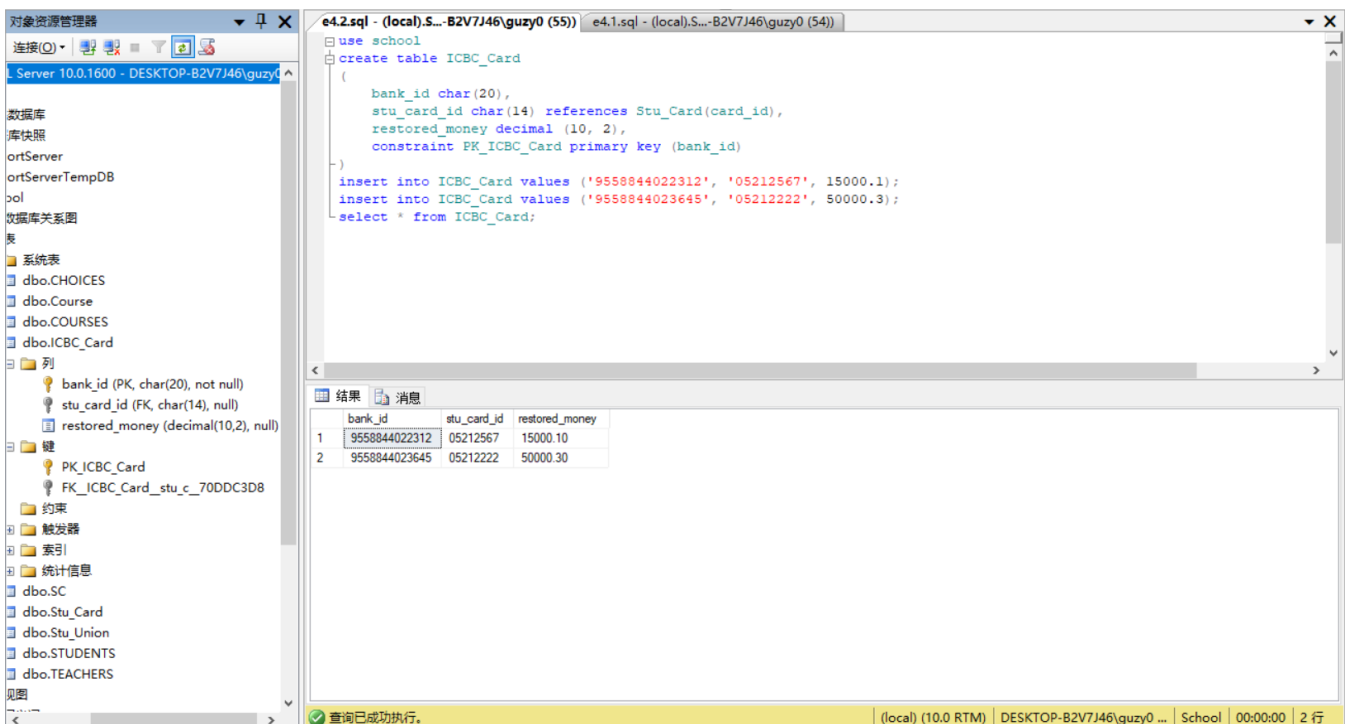 对象资源管理器
连接(O)
L Server 10.0.1600 - DESKTOP-B2V7J46\guzy0
数据库
库快照
ortServer
ortServerTempDB
ool
数据库关系图
表
系统表
dbo.CHOICES
dbo.Course
dbo.COURSES
dbo.ICBC_Card
列
bank_id (PK, char(20), not null)
stu_card_id (FK, char(14), null)
restored_money (decimal(10,2), null)
键
PK_ICBC_Card
FK__ICBC_Card__stu_c__70DDC3D8
约束
触发器
索引
统计信息
dbo.SC
dbo.Stu_Card
dbo.Stu_Union
dbo.STUDENTS
dbo.TEACHERS
见图
e4.2.sql - (local).S...-B2V7J46\guzy0 (55)) e4.1.sql - (local).S...-B2V7J46\guzy0 (54))
use school
create table ICBC_Card
(
bank_id char(20),
stu_card_id char(14) references Stu_Card(card_id),
restored_money decimal (10, 2),
constraint PK_ICBC_Card primary key (bank_id)
)
insert into ICBC_Card values ('9558844022312', '05212567', 15000.1);
insert into ICBC_Card values ('9558844023645', '05212222', 50000.3);
select * from ICBC_Card;
结果 消息
bank_id stu_card_id restored_money
1 9558844022312 05212567 15000.10
2 9558844023645 05212222 50000.30
查询已成功执行。 (local) (10.0 RTM) DESKTOP-B2V7J46\guzy0 ... School 00:00:00 2 行